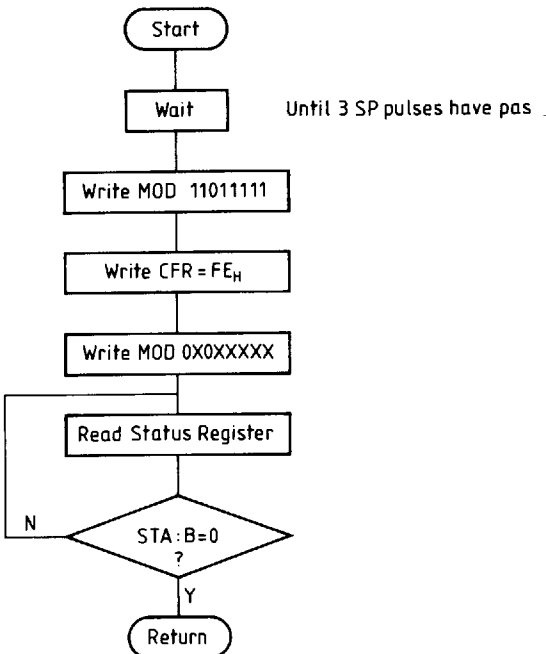 Start
Wait
Until 3 SP pulses have pas
Write MOD 11011111
Write CFR = FEH
Write MOD 0X0XXXXX
Read Status Register
N
STA:B=0
?
Y
Return